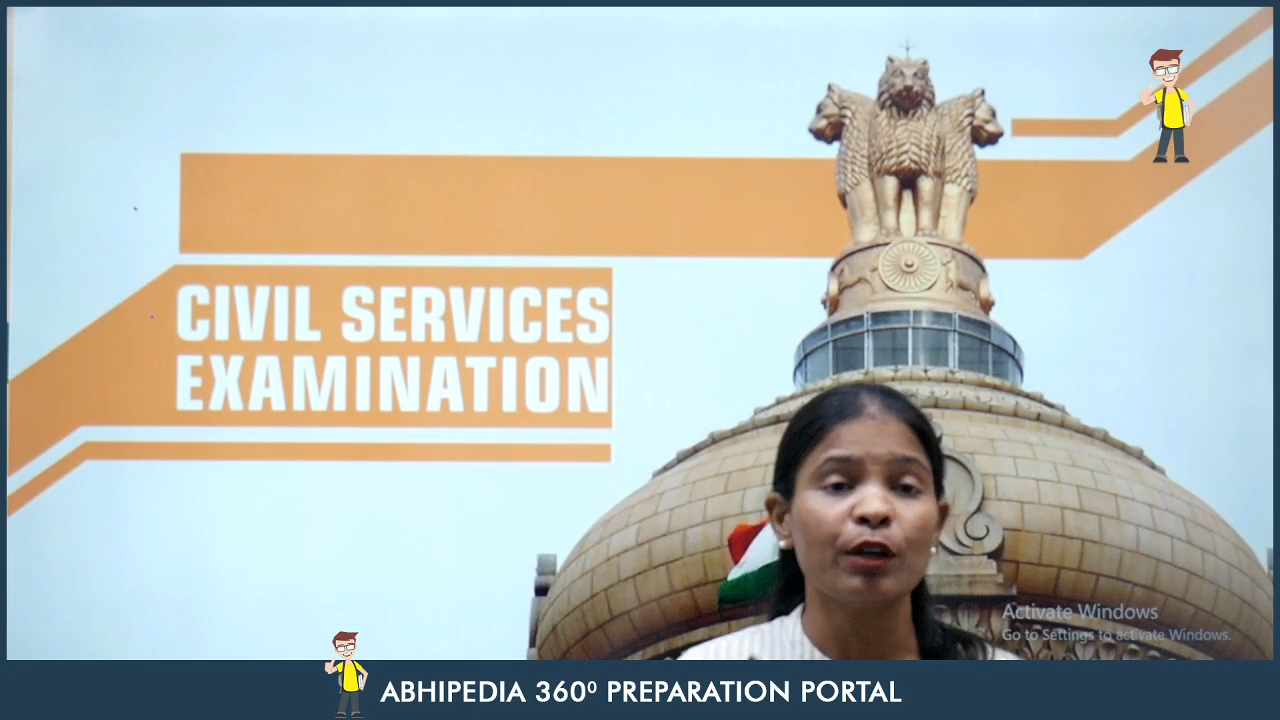 CIVIL SERVICES
EXAMINATION
Activate Windows
Go to Settings to activate Windows.
ABHIPEDIA 360⁰ PREPARATION PORTAL